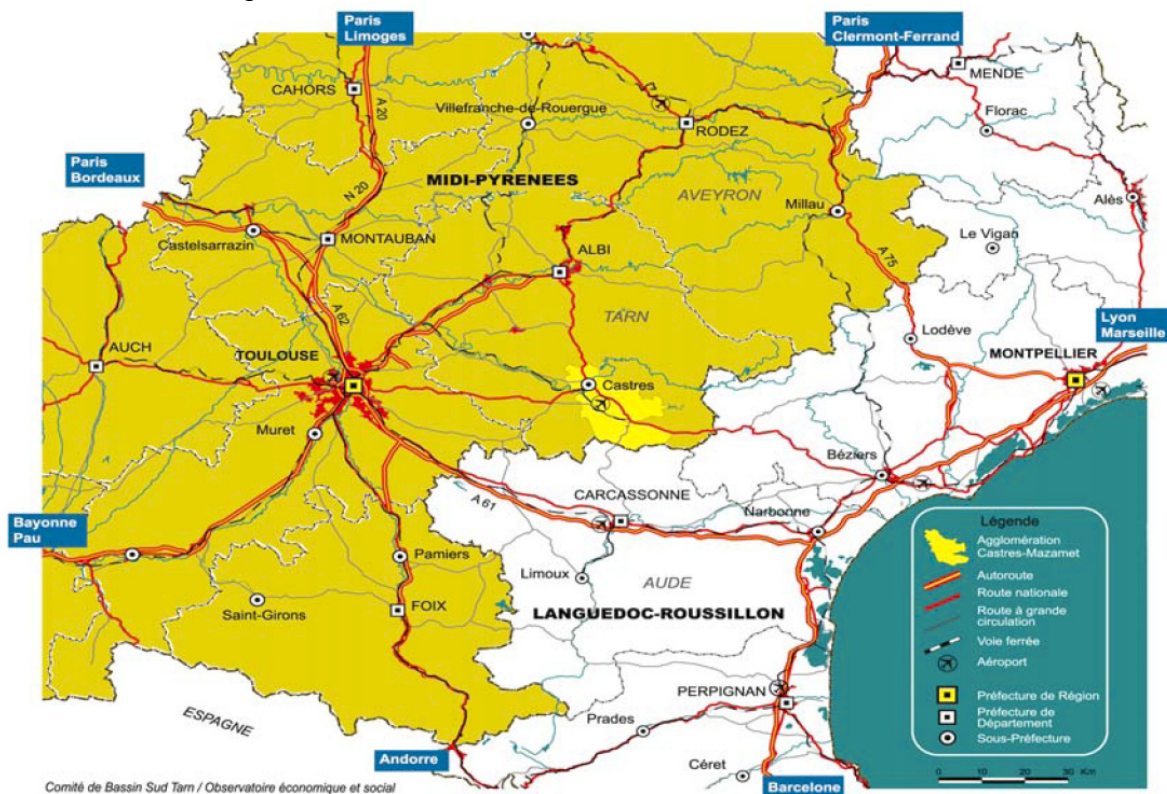 Paris
Limoges
Paris
Clermont-Ferrand
MENDE
CAHORS
A 20
Villefranche-de-Rouergue
Florac
RODEZ
Paris
Bordeaux
MIDI-PYRENEES
N 20
AVEYRON
Millau
Alès
Castelsarrazin
MONTAUBAN
Le Vigan
ALBI
A 75
A 62
TARN
Lyon
Marseille
Lodève
AUCH
TOULOUSE
MONTPELLIER
Castres
Muret
Béziers
A 61
CARCASSONNE
Narbonne
Bayonne
Pau
Pamiers
Limoux
AUDE
Saint-Girons
FOIX
LANGUEDOC-ROUSSILLON
PERPIGNAN
ESPAGNE
Prades
Andorre
Céret
Barcelone
Légende
Agglomération
Castres-Mazamet
Autoroute
Route nationale
Route à grande
circulation
Voie ferrée
Aéroport
Préfecture de Région
Préfecture de
Département
Sous-Préfecture
0 10 20 30 Km
Comité de Bassin Sud Tarn / Observatoire économique et social